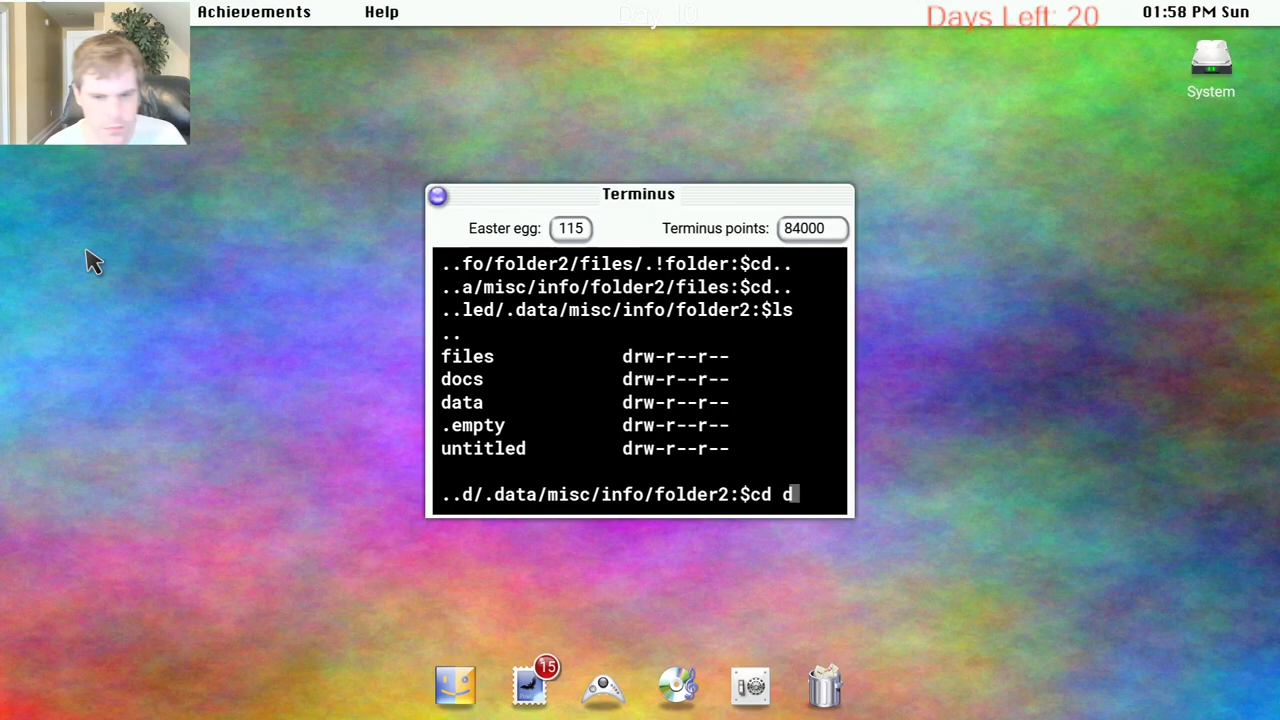 Achievements Help Day 10 Days Left: 20 01:58 PM Sun
System
Terminus
Easter egg: 115 Terminus points: 84000
..fo/folder2/files/.!folder:$cd..
..a/misc/info/folder2/files:$cd..
..led/.data/misc/info/folder2:$ls
..
files drw-r--r--
docs drw-r--r--
data drw-r--r--
.empty drw-r--r--
untitled drw-r--r--
..d/.data/misc/info/folder2:$cd d
15